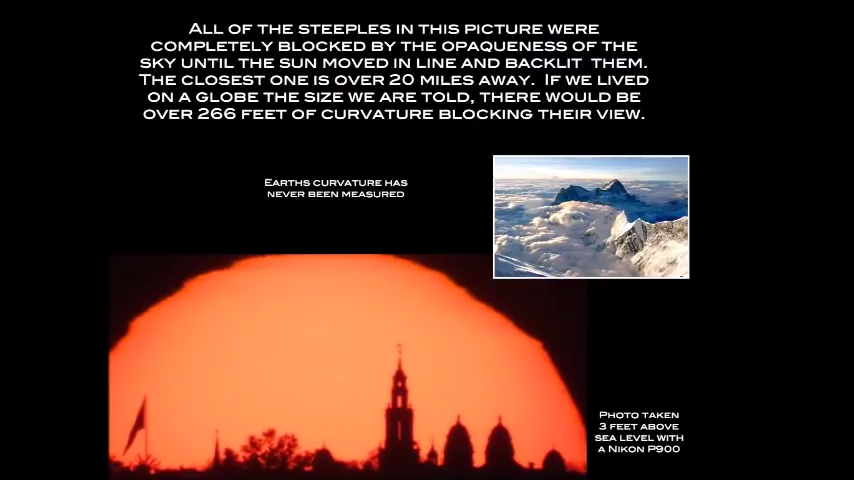 ALL OF THE STEEPLES IN THIS PICTURE WERE
COMPLETELY BLOCKED BY THE OPAQUENESS OF THE
SKY UNTIL THE SUN MOVED IN LINE AND BACKLIT THEM.
THE CLOSEST ONE IS OVER 20 MILES AWAY. IF WE LIVED
ON A GLOBE THE SIZE WE ARE TOLD, THERE WOULD BE
OVER 266 FEET OF CURVATURE BLOCKING THEIR VIEW.
EARTHS CURVATURE HAS
NEVER BEEN MEASURED
PHOTO TAKEN
3 FEET ABOVE
SEA LEVEL WITH
A NIKON P900